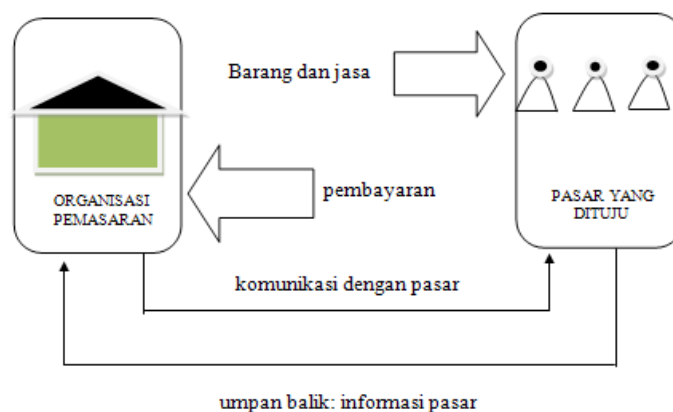 Barang dan jasa
ORGANISASI
PEMASARAN
pembayaran
PASAR YANG
DITUJU
komunikasi dengan pasar
umpan balik: informasi pasar